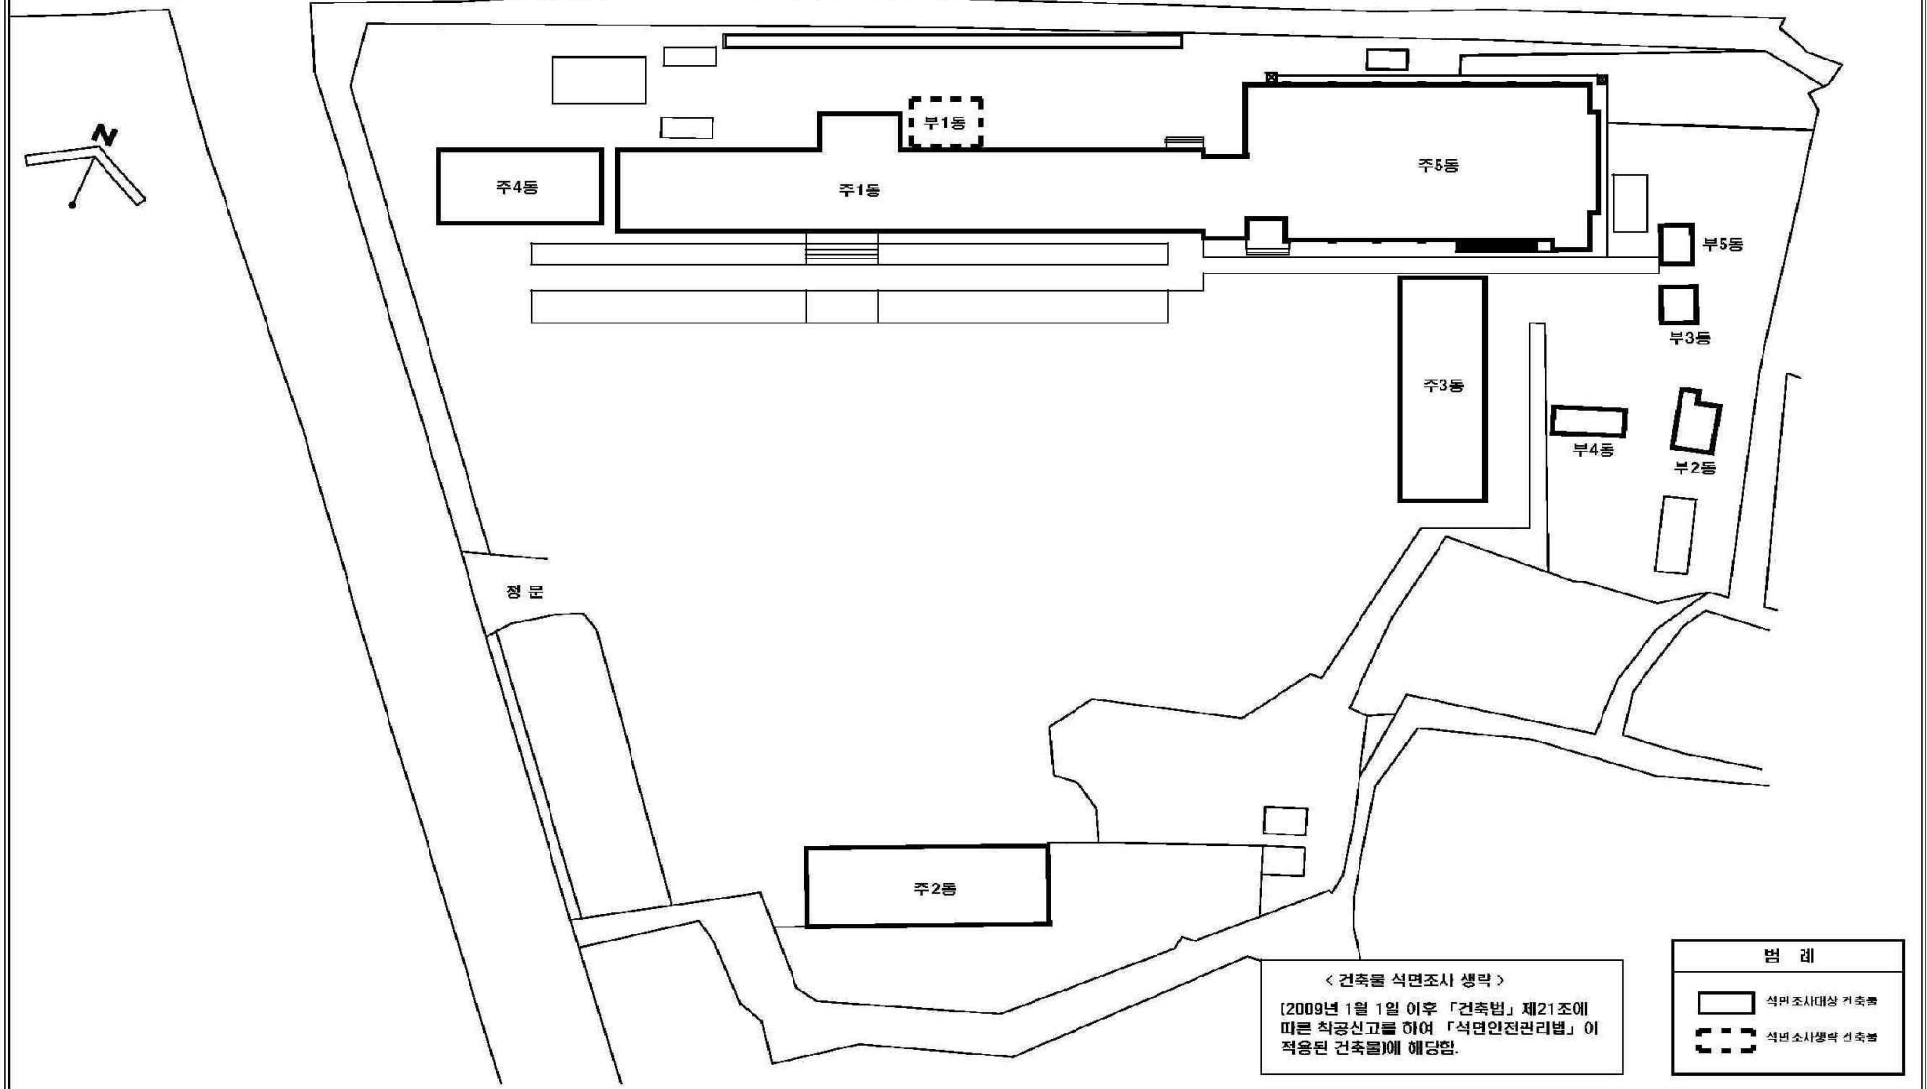 N
부1동
주5동
주4동
주1동
부5동
부3동
주3동
부4동
부2동
정 문
주2동
< 건축물 석면조사 생략 >
[2009년 1월 1일 이후 「건축법」 제21조에
따른 착공신고를 하여 「석면안전관리법」이
적용된 건축물]에 해당함.
범 례
석면조사대상 건축물
석면조사생략 건축물